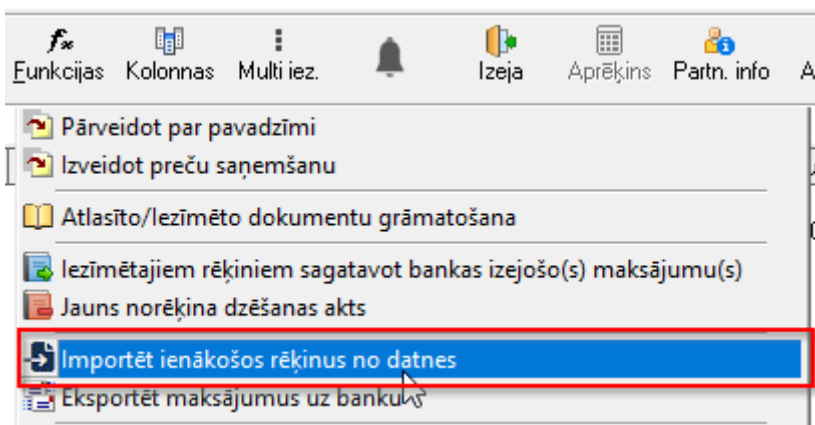 Funkcijas Kolonnas Multi iez. Izeja Aprēķins Partn. info
Pārveidot par pavadzīmi
Izveidot preču saņemšanu
Atlasīto/Iezīmēto dokumentu grāmatošana
Iezīmētajiem rēķiniem sagatavot bankas izejošo(s) maksājumu(s)
Jauns norēķina dzēšanas akts
Importēt ienākošos rēķinus no datnes
Eksportēt maksājumus uz banku